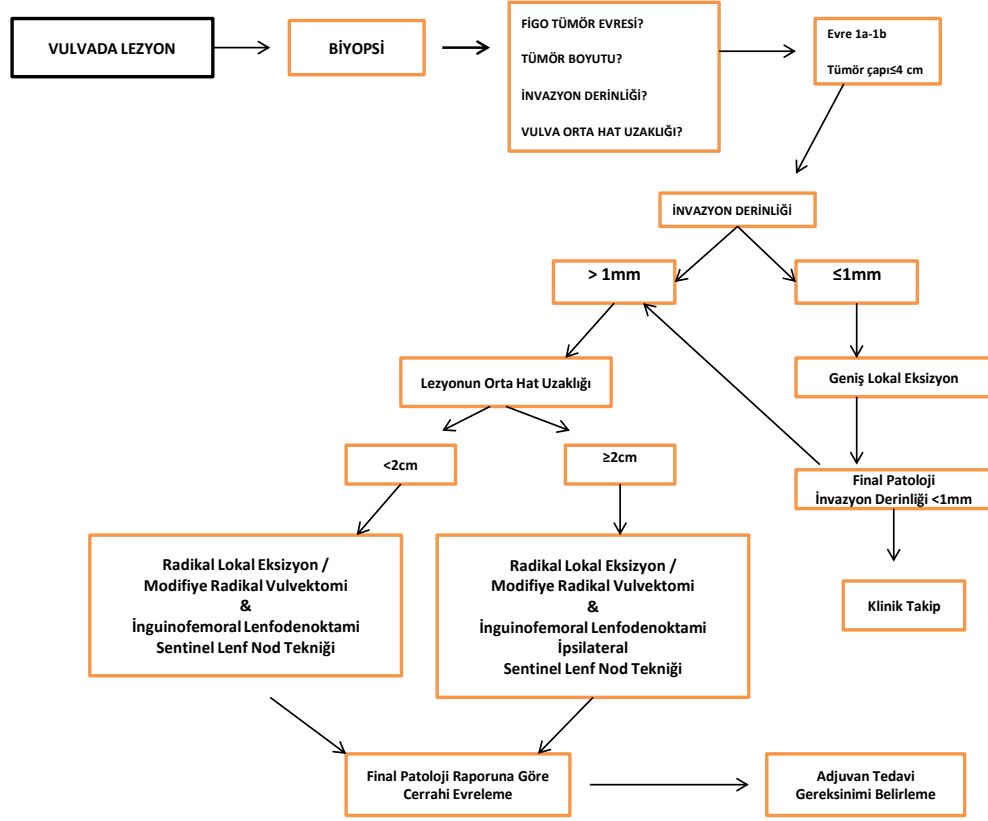 VULVADA LEZYON
BİYOPSİ
FİGO TÜMÖR EVRESİ?
TÜMÖR BOYUTU?
İNVAZYON DERİNLİĞİ?
VULVA ORTA HAT UZAKLIĞI?
Evre 1a-1b
Tümör çapı≤4 cm
İNVAZYON DERİNLİĞİ
> 1mm
≤1mm
Lezyonun Orta Hat Uzaklığı
Geniş Lokal Eksizyon
<2cm
≥2cm
Final Patoloji
İnvazyon Derinliği <1mm
Radikal Lokal Eksizyon /
Modifiye Radikal Vulvektomi
&
İnguinofemoral Lenfodenoktami
Sentinel Lenf Nod Tekniği
Radikal Lokal Eksizyon /
Modifiye Radikal Vulvektomi
&
İnguinofemoral Lenfodenoktami
İpsilateral
Sentinel Lenf Nod Tekniği
Klinik Takip
Final Patoloji Raporuna Göre
Cerrahi Evreleme
Adjuvan Tedavi
Gereksinimi Belirleme